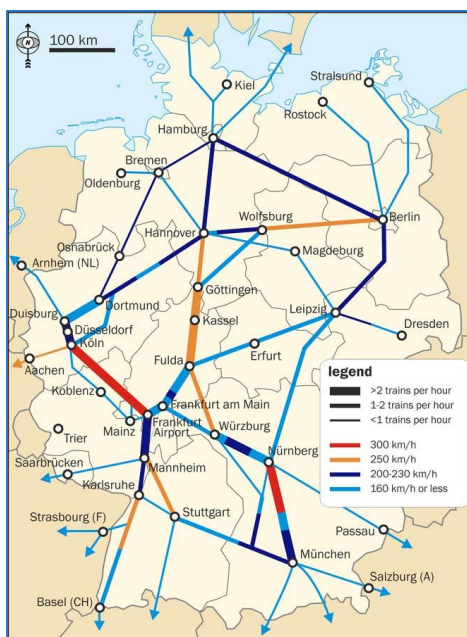 N
100 km
Kiel
Stralsund
Rostock
Hamburg
Bremen
Oldenburg
Berlin
Wolfsburg
Hannover
Osnabrück
Magdeburg
Arnhem (NL)
Göttingen
Dortmund
Duisburg
Düsseldorf
Leipzig
Kassel
Köln
Dresden
Aachen
Fulda
Erfurt
Koblenz
Frankfurt am Main
Mainz
Frankfurt
Airport
Würzburg
Trier
Nürnberg
Mannheim
Saarbrücken
Karlsruhe
Stuttgart
Strasbourg (F)
Passau
München
Salzburg (A)
Basel (CH)
legend
>2 trains per hour
1-2 trains per hour
<1 trains per hour
300 km/h
250 km/h
200-230 km/h
160 km/h or less